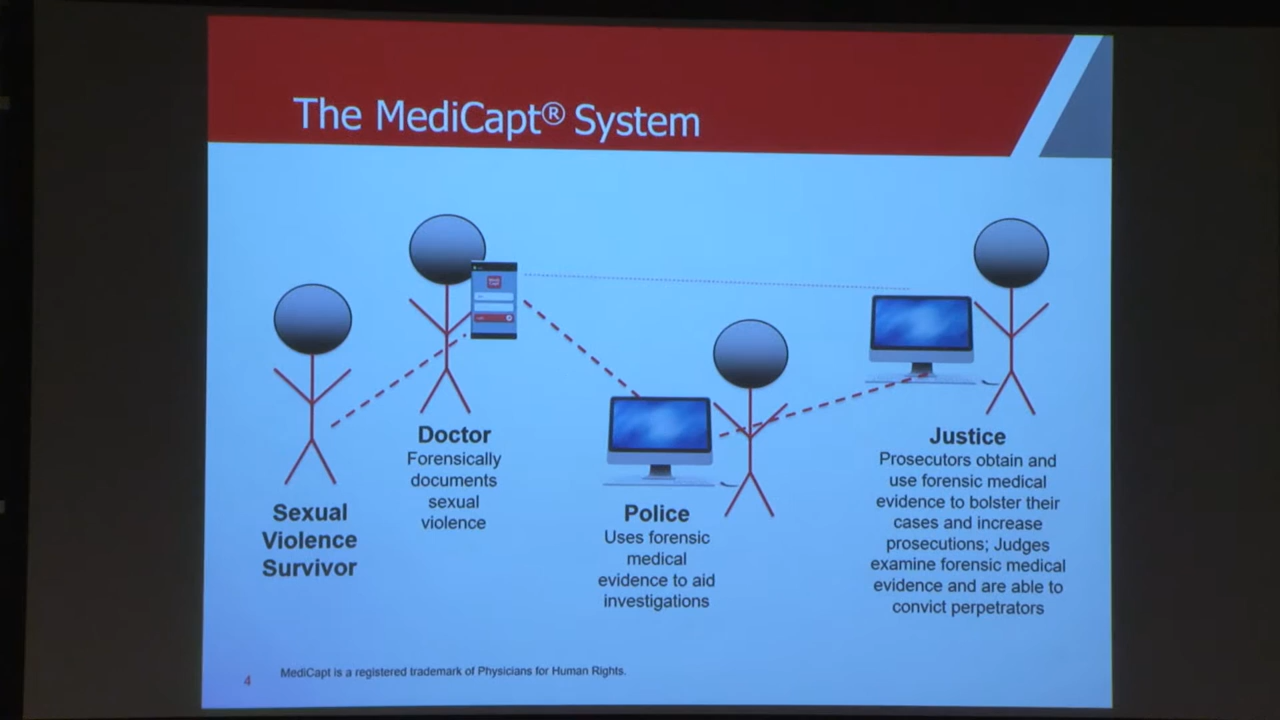 The MediCapt® System
Doctor
Forensically
documents
sexual
violence
Sexual
Violence
Survivor
Police
Uses forensic
medical
evidence to aid
investigations
Justice
Prosecutors obtain and
use forensic medical
evidence to bolster their
cases and increase
prosecutions; Judges
examine forensic medical
evidence and are able to
convict perpetrators
4
MediCapt is a registered trademark of Physicians for Human Rights.